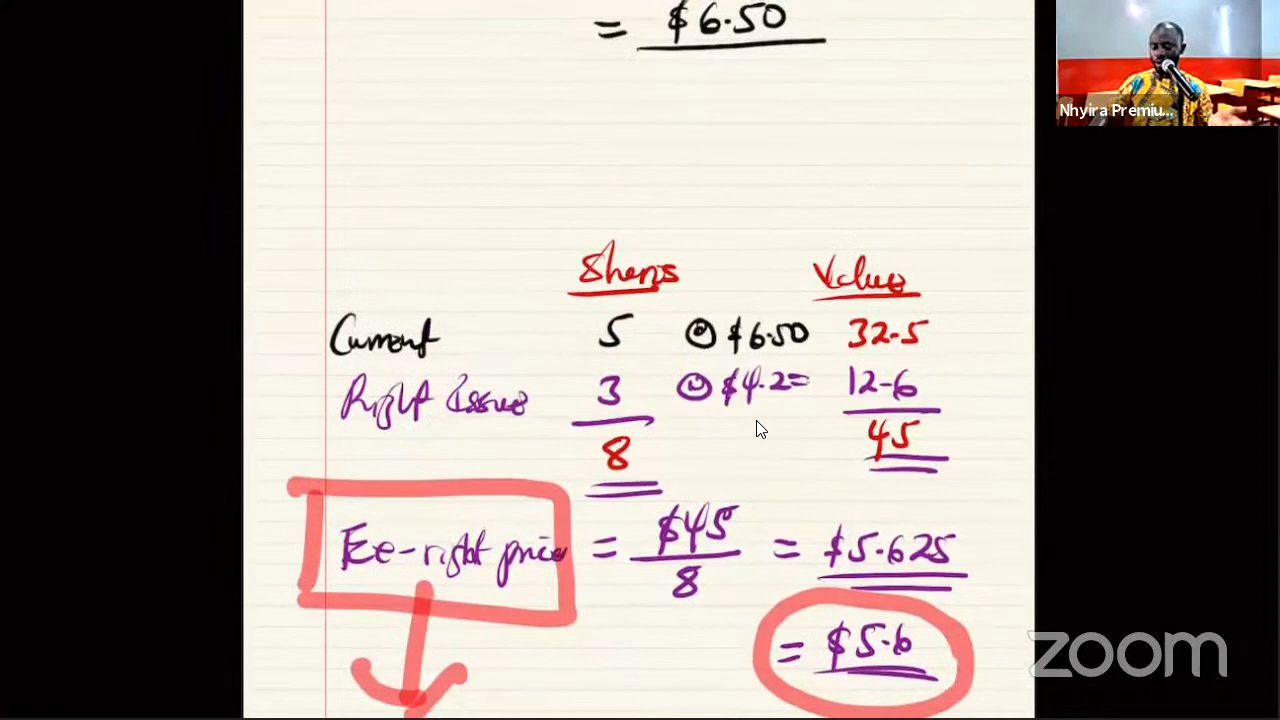 = $6.50
Nhyira Premiu...
Shares Value
Current 5 @ $6.50 32.5
Right Issue 3 @ $4.2= 12.6
8 45
Ex-right price = $45 / 8 = $5.625
= $5.6
zoom